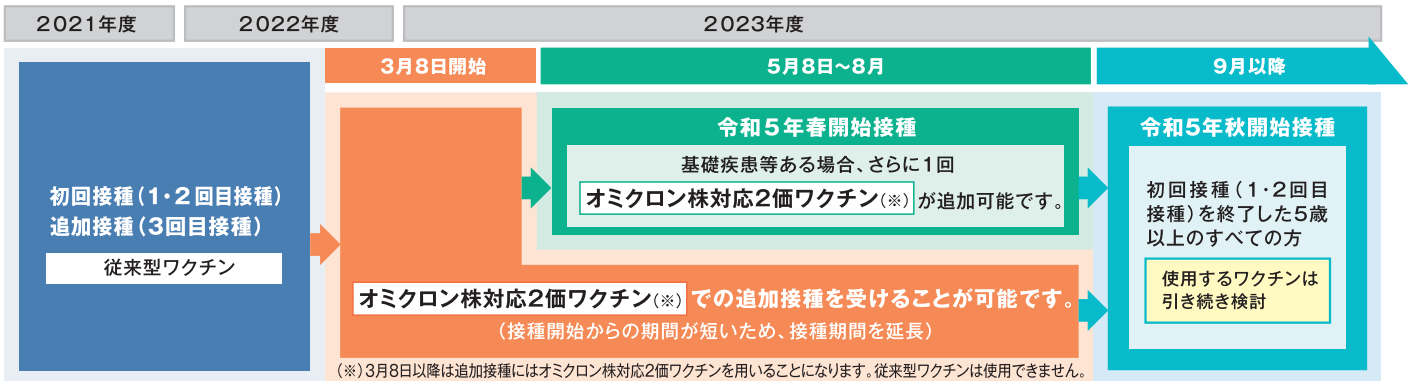 2021年度
2022年度
2023年度
3月8日開始
5月8日~8月
9月以降
初回接種(1・2回目接種)
追加接種(3回目接種)
従来型ワクチン
令和5年春開始接種
基礎疾患等ある場合、さらに1回
オミクロン株対応2価ワクチン(※)が追加可能です。
オミクロン株対応2価ワクチン(※)での追加接種を受けることが可能です。
(接種開始からの期間が短いため、接種期間を延長)
(※)3月8日以降は追加接種にはオミクロン株対応2価ワクチンを用いることになります。従来型ワクチンは使用できません。
令和5年秋開始接種
初回接種(1・2回目
接種)を終了した5歳
以上のすべての方
使用するワクチンは
引き続き検討